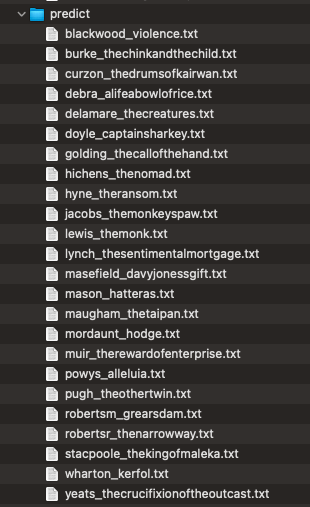 predict
blackwood_violence.txt
burke_thechinkandthechild.txt
curzon_thedrumsofkairwan.txt
debra_alifeabowlofrice.txt
delamare_thecreatures.txt
doyle_captainsharkey.txt
golding_thecallofthehand.txt
hichens_thenomad.txt
hyne_theransom.txt
jacobs_themonkeyspaw.txt
lewis_themonk.txt
lynch_thesentimentalmortgage.txt
masefield_davyjonessgift.txt
mason_hatteras.txt
maugham_thetaipan.txt
mordaunt_hodge.txt
muir_therewardofenterprise.txt
powys_alleluia.txt
pugh_theothertwin.txt
robertsm_grearsdam.txt
robertsr_thenarrowway.txt
stacpoole_thekingofmaleka.txt
wharton_kerfol.txt
yeats_thecrucifixionoftheoutcast.txt